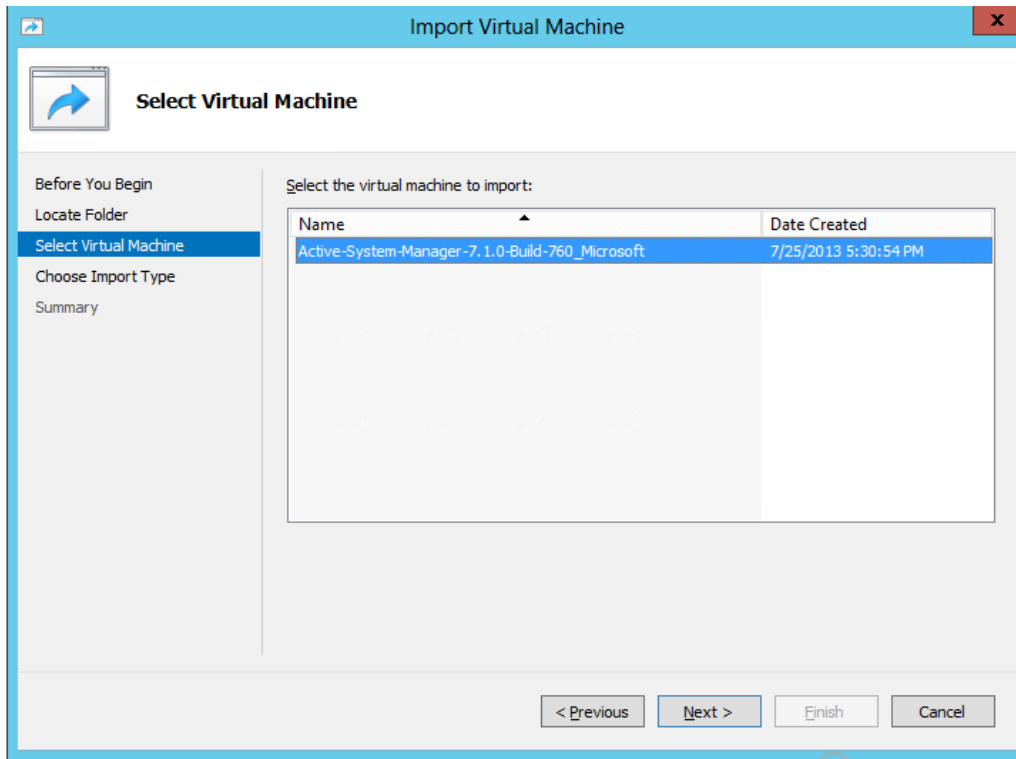 Import Virtual Machine
x
Select Virtual Machine
Before You Begin
Locate Folder
Select Virtual Machine
Choose Import Type
Summary
Select the virtual machine to import:
Name Date Created
Active-System-Manager-7.1.0-Build-760_Microsoft 7/25/2013 5:30:54 PM
< Previous Next > Finish Cancel